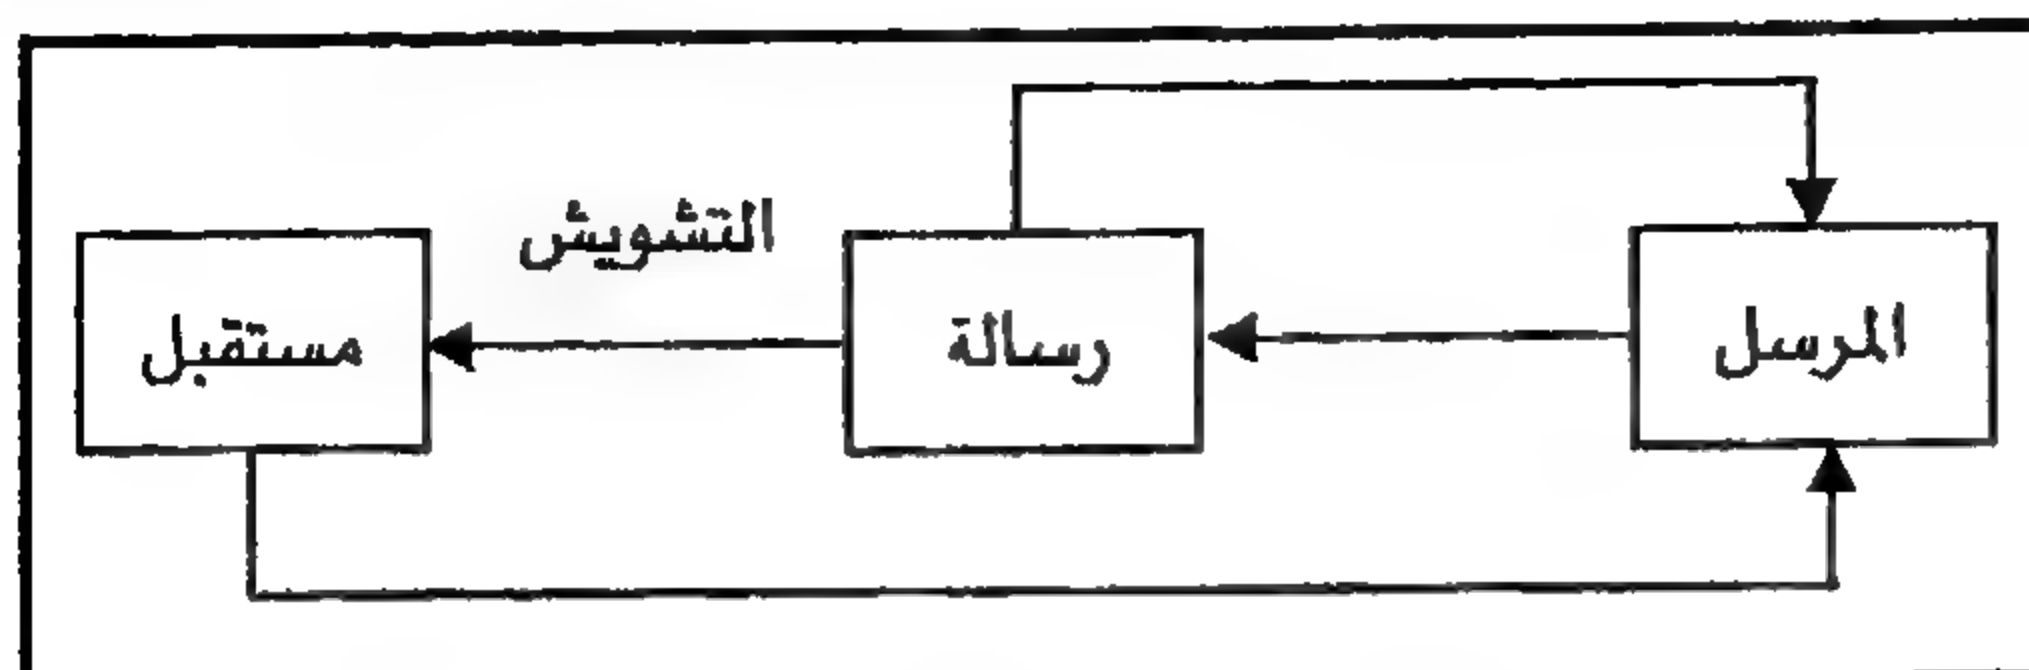 التشويش
المرسل
رسالة
مستقبل